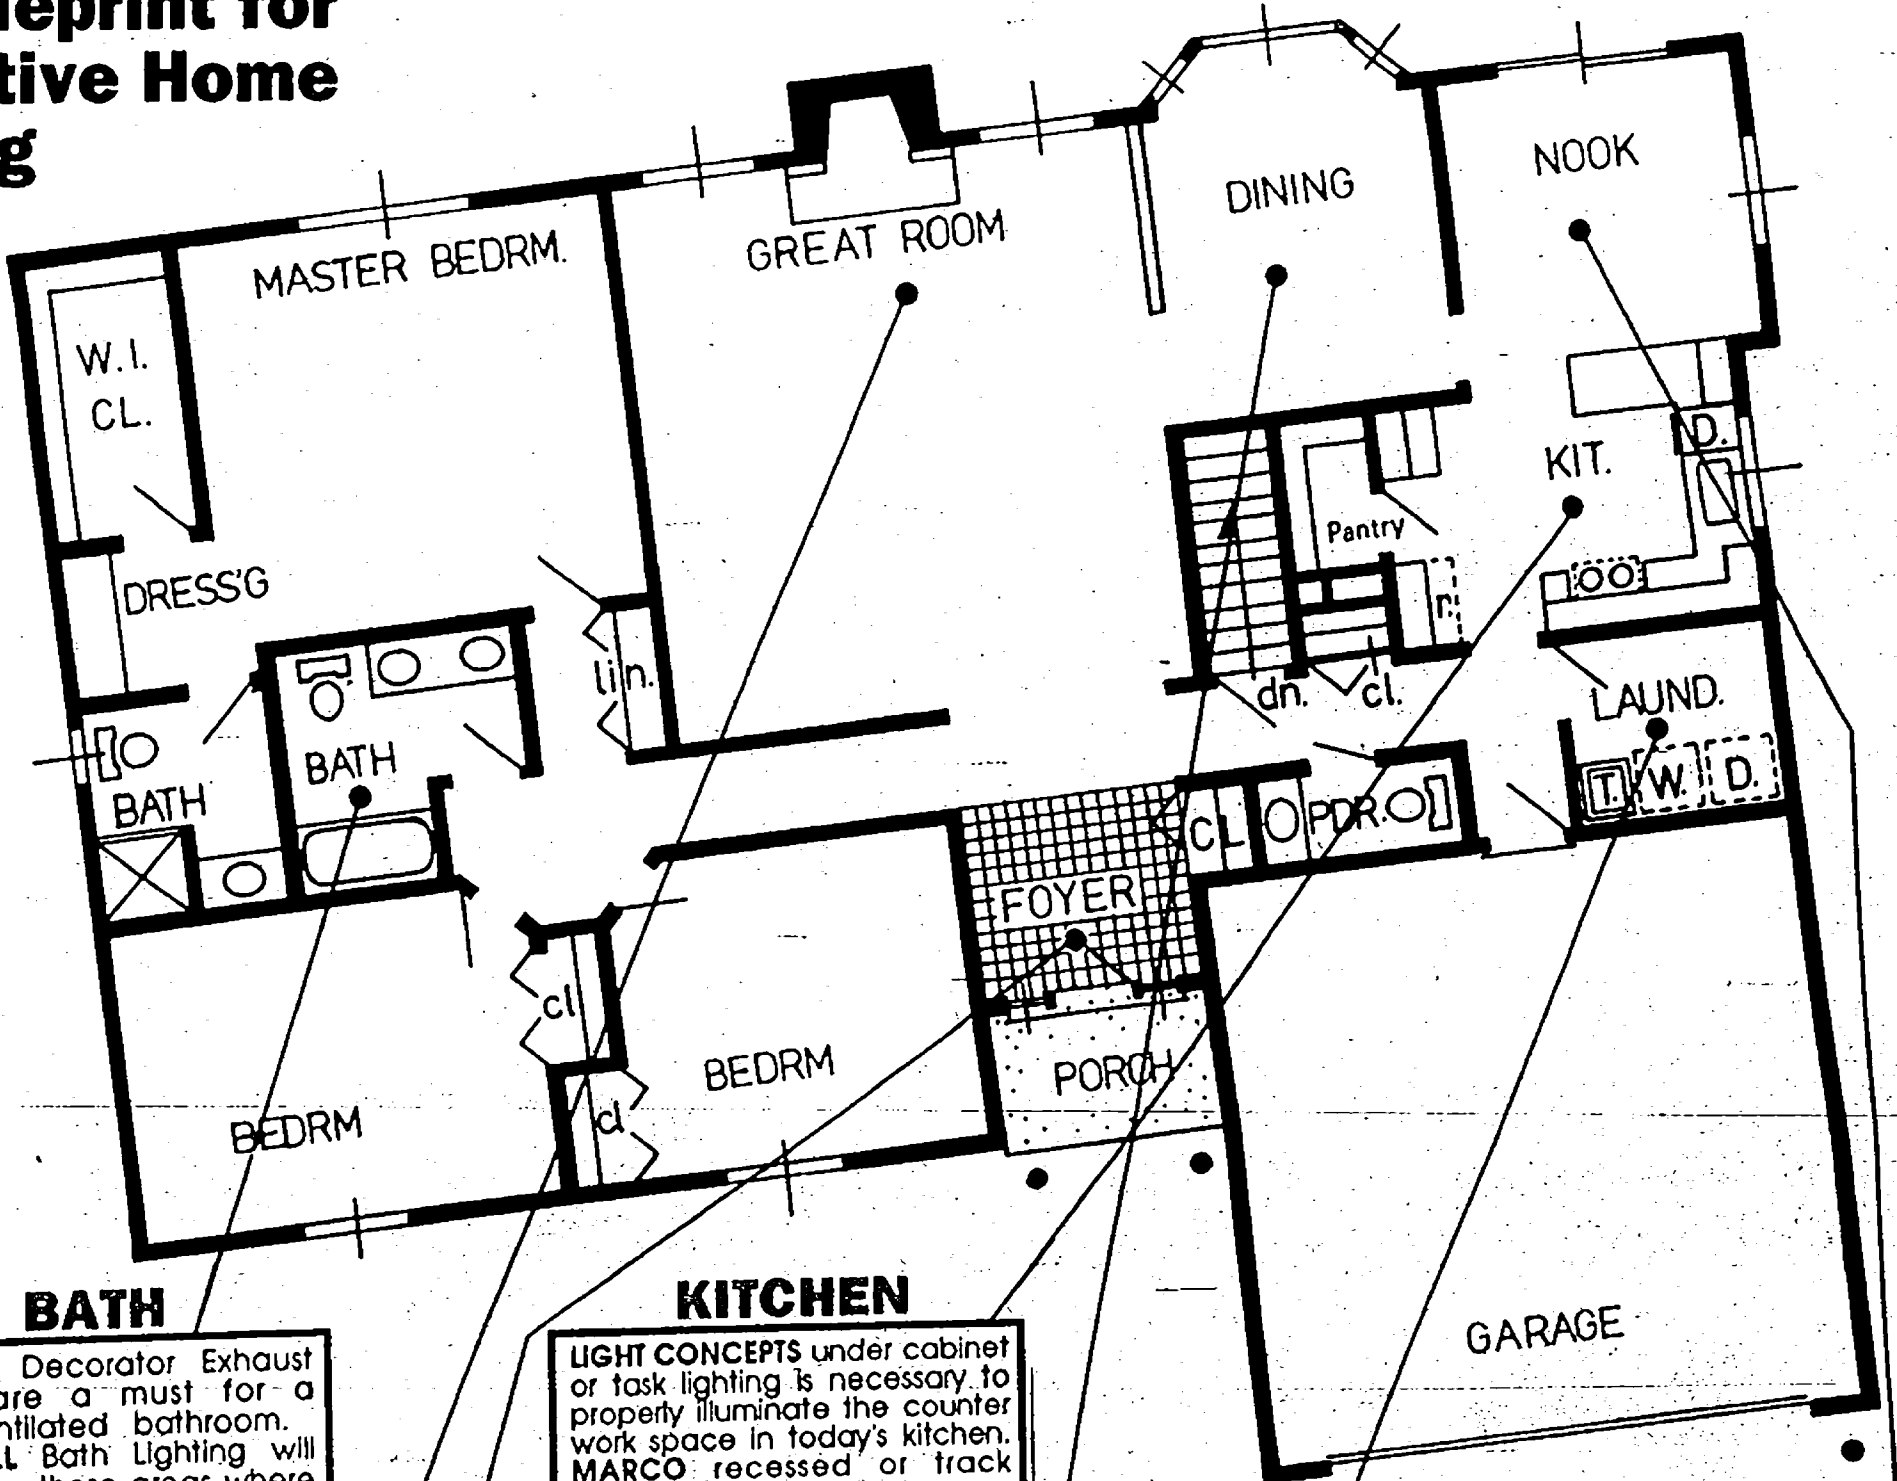 eprint for
tive Home
g
NOOK
DINING
GREAT ROOM
MASTER BEDRM.
W.I.
CL.
D.
KIT.
Pantry
DRESS'G
r.
lin.
dn.
cl.
LAUND.
BATH
BATH
T.
W.
D.
CL
PDR.
FOYER
cl
BEDRM
PORCH
cl
BEDRM
GARAGE
BATH
Decorator Exhaust
are a must for a
ntilated bathroom.
Bath Lighting will
these areas where
KITCHEN
LIGHT CONCEPTS under cabinet
or task lighting is necessary to
properly illuminate the counter
work space in today's kitchen.
MARCO recessed or track